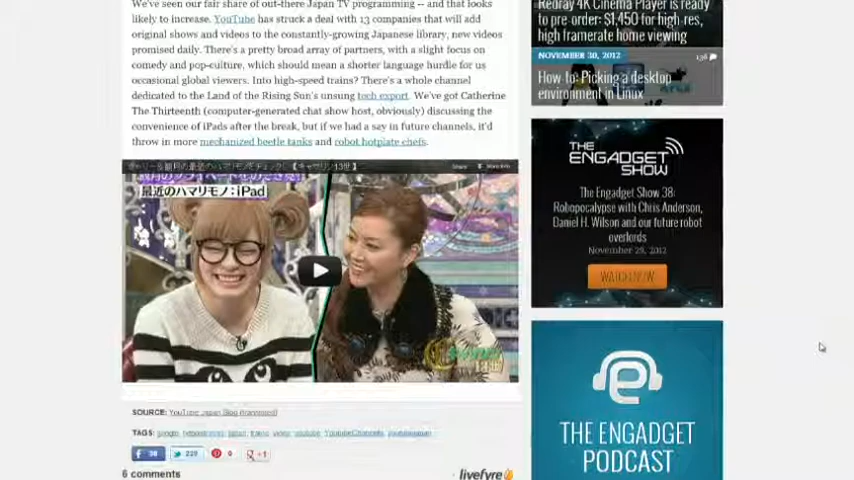 We've seen our fair share of out-there Japan TV programming -- and that looks
likely to increase. YouTube has struck a deal with 13 companies that will add
original shows and videos to the constantly-growing Japanese library, new videos
promised daily. There's a pretty broad array of partners, with a slight focus on
comedy and pop-culture, which should mean a shorter language hurdle for us
occasional global viewers. Into high-speed trains? There's a whole channel
dedicated to the Land of the Rising Sun's unsung tech export. We've got Catherine
The Thirteenth (computer-generated chat show host, obviously) discussing the
convenience of iPads after the break, but if we had a say in future channels, it'd
throw in more mechanized beetle tanks and robot hotplate chefs.
最近のハマリモノ:iPad
SOURCE: YouTube Japan Blog (translated)
TAGS:
38
229
0
+1
6 comments
livefyre
Redray 4K Cinema Player is ready
to pre-order: $1,450 for high-res,
high framerate home viewing
NOVEMBER 30, 2012
136
How-to: Picking a desktop
environment in Linux
THE
ENGADGET
SHOW
The Engadget Show 38:
Robopocalypse with Chris Anderson,
Daniel H. Wilson and our future robot
overlords
November 29, 2012
WATCH NOW
THE ENGADGET
PODCAST